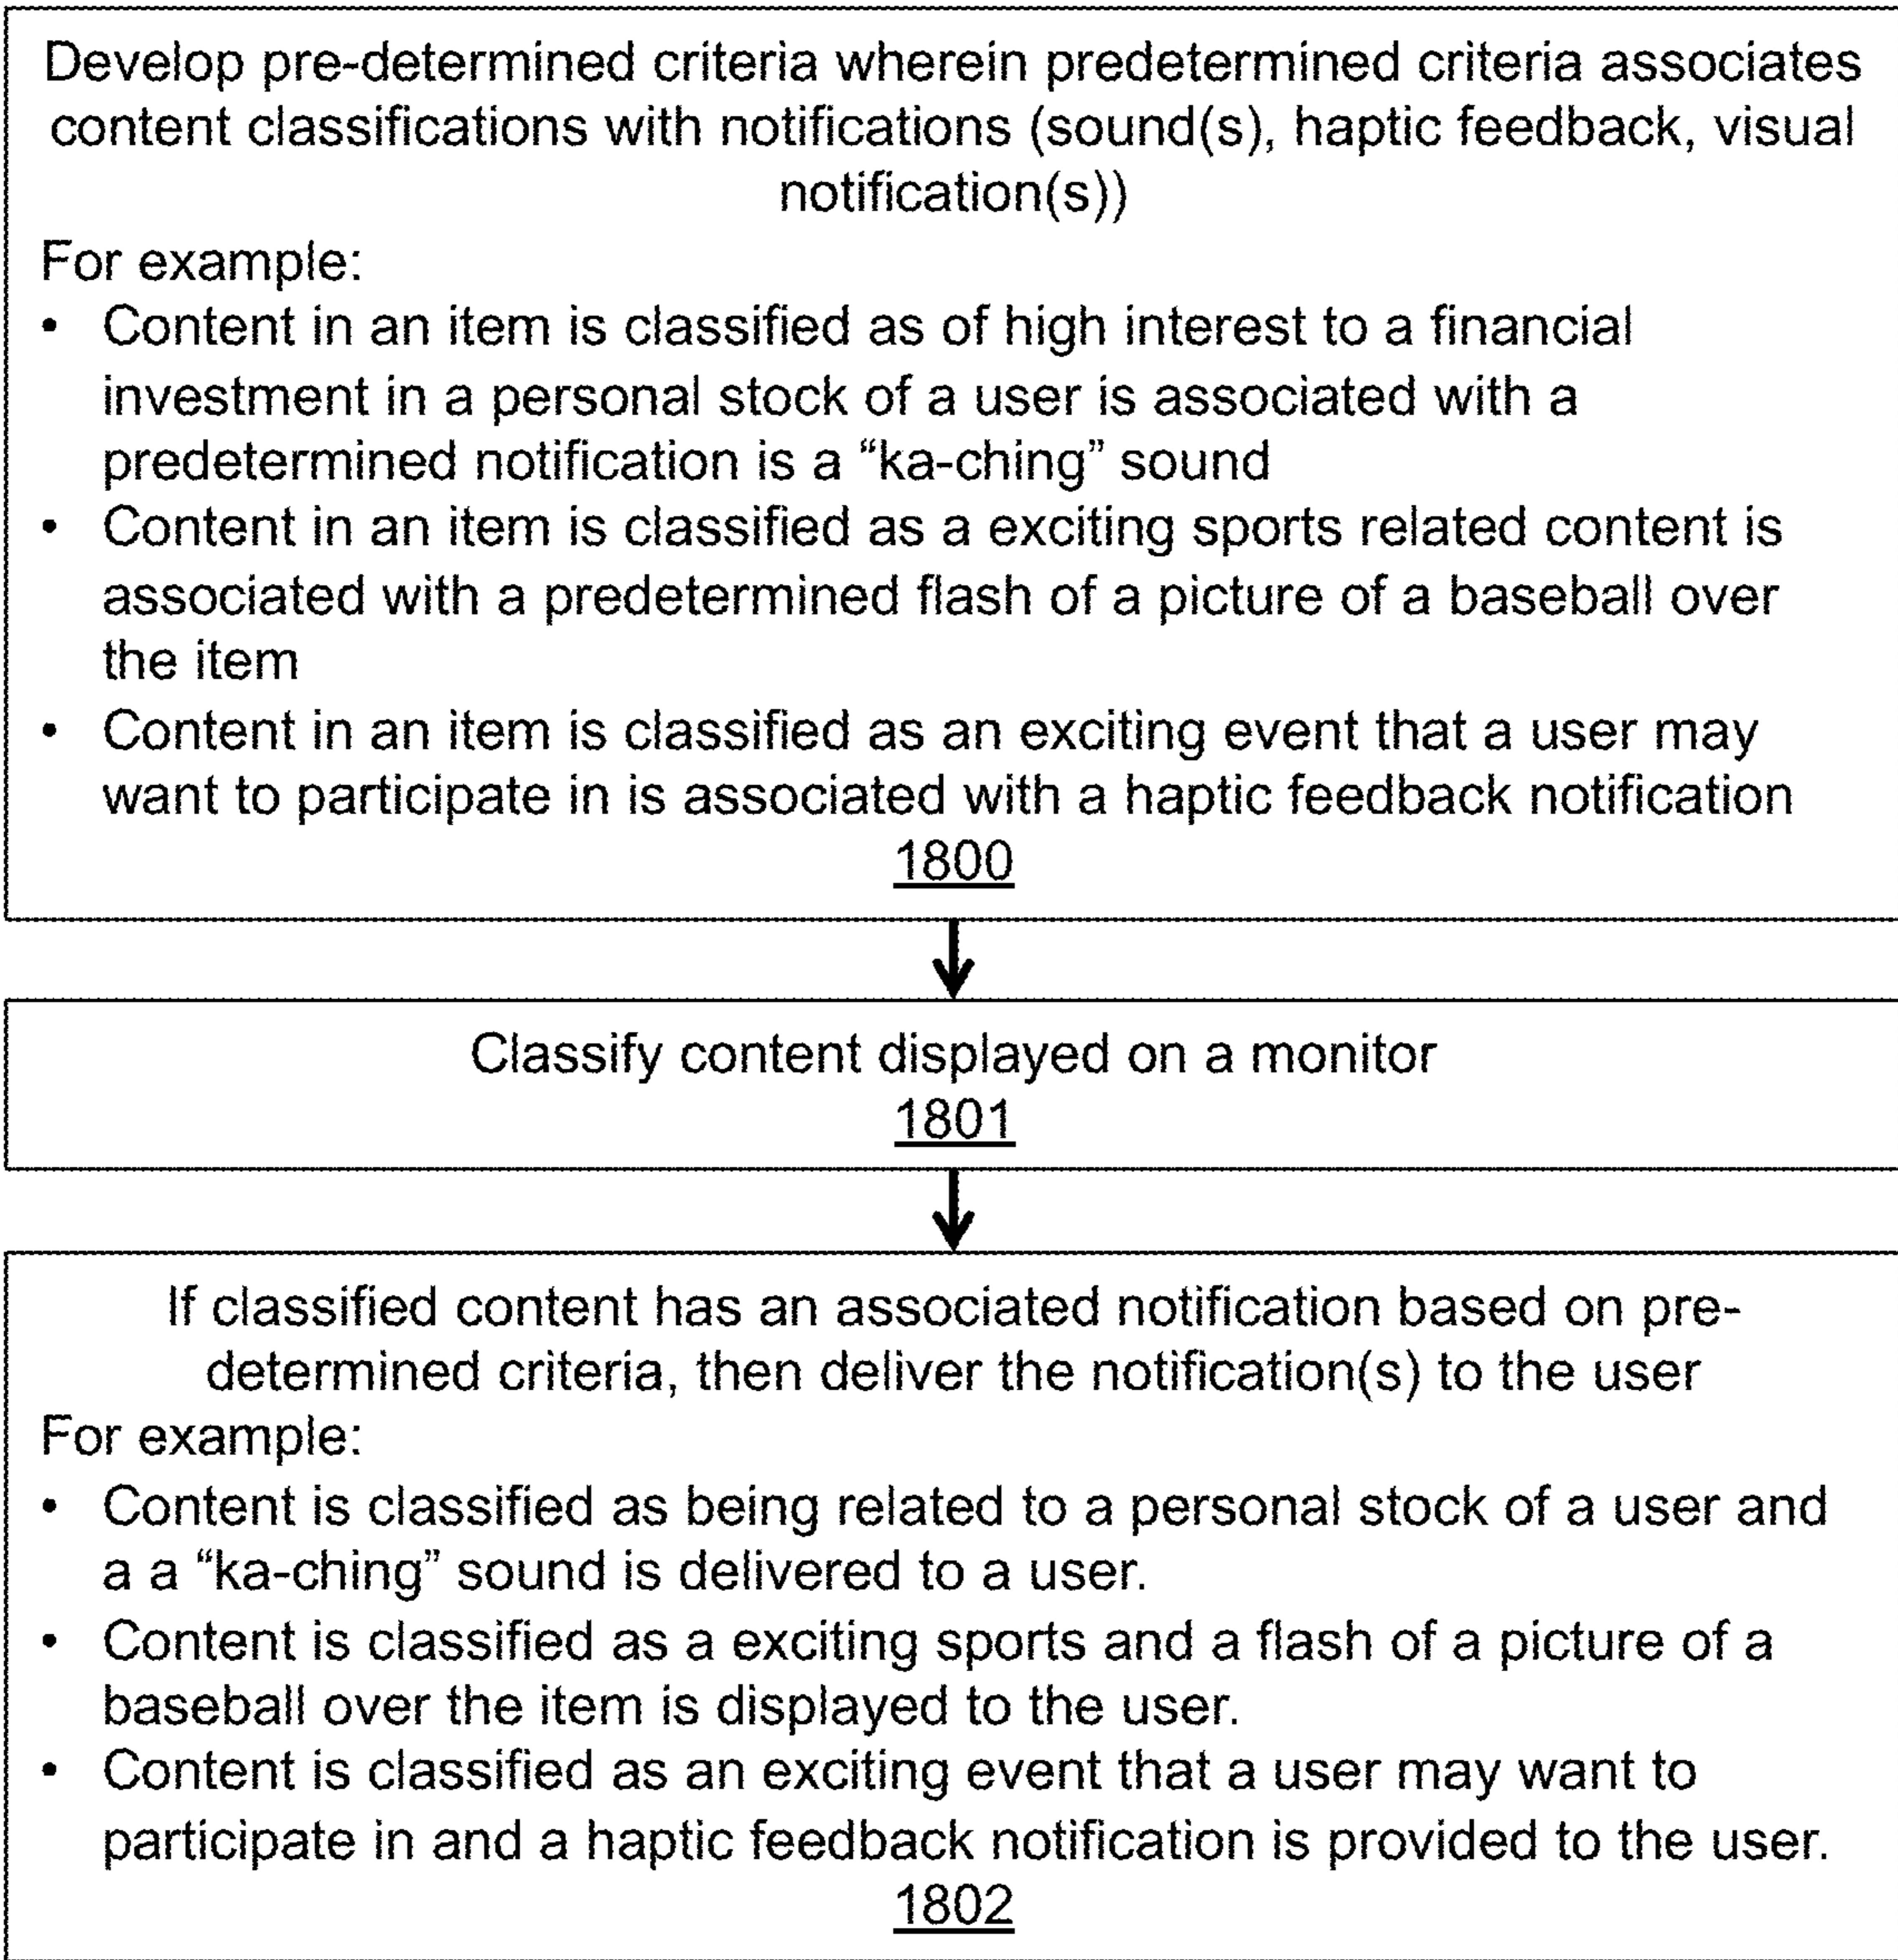 Develop pre-determined criteria wherein predetermined criteria associates
content classifications with notifications (sound(s), haptic feedback, visual
notification(s))
For example:
• Content in an item is classified as of high interest to a financial
investment in a personal stock of a user is associated with a
predetermined notification is a “ka-ching” sound
• Content in an item is classified as a exciting sports related content is
associated with a predetermined flash of a picture of a baseball over
the item
• Content in an item is classified as an exciting event that a user may
want to participate in is associated with a haptic feedback notification
1800
Classify content displayed on a monitor
1801
If classified content has an associated notification based on pre-
determined criteria, then deliver the notification(s) to the user
For example:
• Content is classified as being related to a personal stock of a user and
a a “ka-ching” sound is delivered to a user.
• Content is classified as a exciting sports and a flash of a picture of a
baseball over the item is displayed to the user.
• Content is classified as an exciting event that a user may want to
participate in and a haptic feedback notification is provided to the user.
1802